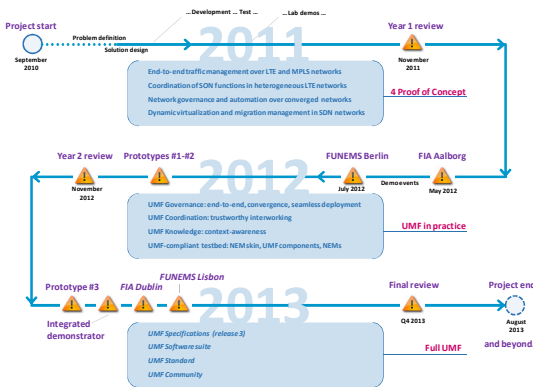 ... Development ... Test ...
...Lab demos ...
Project start
Year 1 review
Problem definition
2011
Solution design
September
2010
November
2011
End-to-end traffic management over LTE and MPLS networks
Coordination of SON functions in heterogeneous LTE networks
Network governance and automation over converged networks
Dynamic virtualization and migration management in SDN networks
4 Proof of Concept
Year 2 review
Prototypes #1-#2
2012
FUNEMS Berlin
FIA Aalborg
November
2012
July 2012
Demo events
May 2012
UMF Governance: end-to-end, convergence, seamless deployment
UMF Coordination: trustworthy interworking
UMF Knowledge: context-awareness
UMF-compliant testbed: NEM skin, UMF components, NEMs
UMF in practice
FUNEMS Lisbon
Prototype #3
FIA Dublin
2013
Final review
Project end
Integrated
demonstrator
Q4 2013
August
2013
and beyond.
UMF Specifications (release 3)
UMF Software suite
UMF Standard
UMF Community
Full UMF